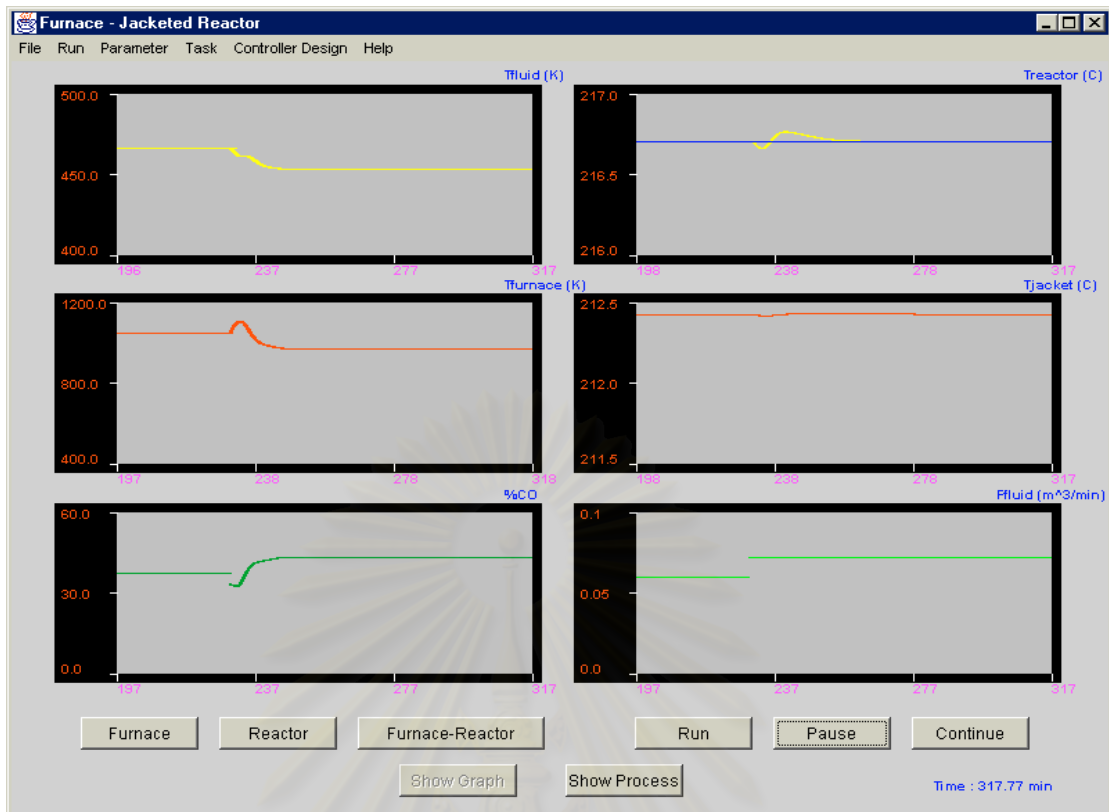 Furnace - Jacketed Reactor
File Run Parameter Task Controller Design Help
Tfluid (K)
500.0
450.0
400.0
196 237 277 317
Treactor (C)
217.0
216.5
216.0
198 238 278 317
Tfurnace (K)
1200.0
800.0
400.0
197 238 278 318
Tjacket (C)
212.5
212.0
211.5
198 238 278 317
%CO
60.0
30.0
0.0
197 237 277 317
Ffluid (m^3/min)
0.1
0.05
0.0
197 237 277 317
Furnace Reactor Furnace-Reactor Run Pause Continue
Show Graph Show Process
Time : 317.77 min